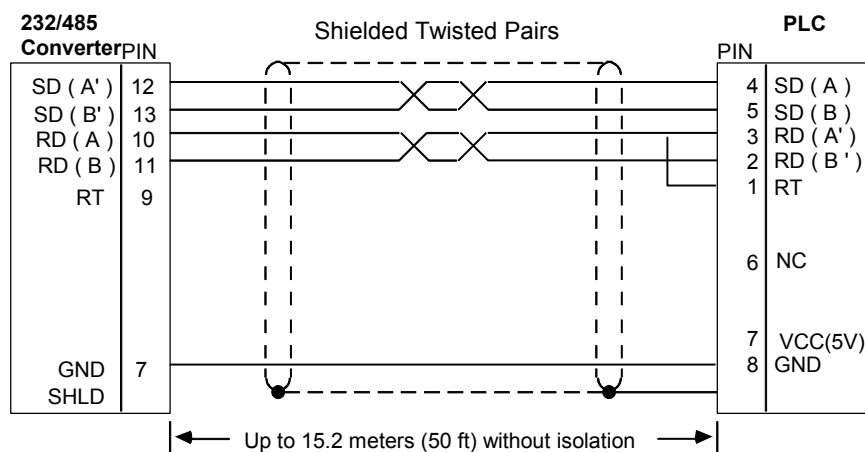 232/485
Converter PIN
Shielded Twisted Pairs
PLC
PIN
SD ( A' ) 12
4 SD ( A )
SD ( B' ) 13
5 SD ( B )
RD ( A ) 10
3 RD ( A' )
RD ( B ) 11
2 RD ( B ' )
RT 9
1 RT
6 NC
7 VCC(5V)
GND 7
8 GND
SHLD
Up to 15.2 meters (50 ft) without isolation